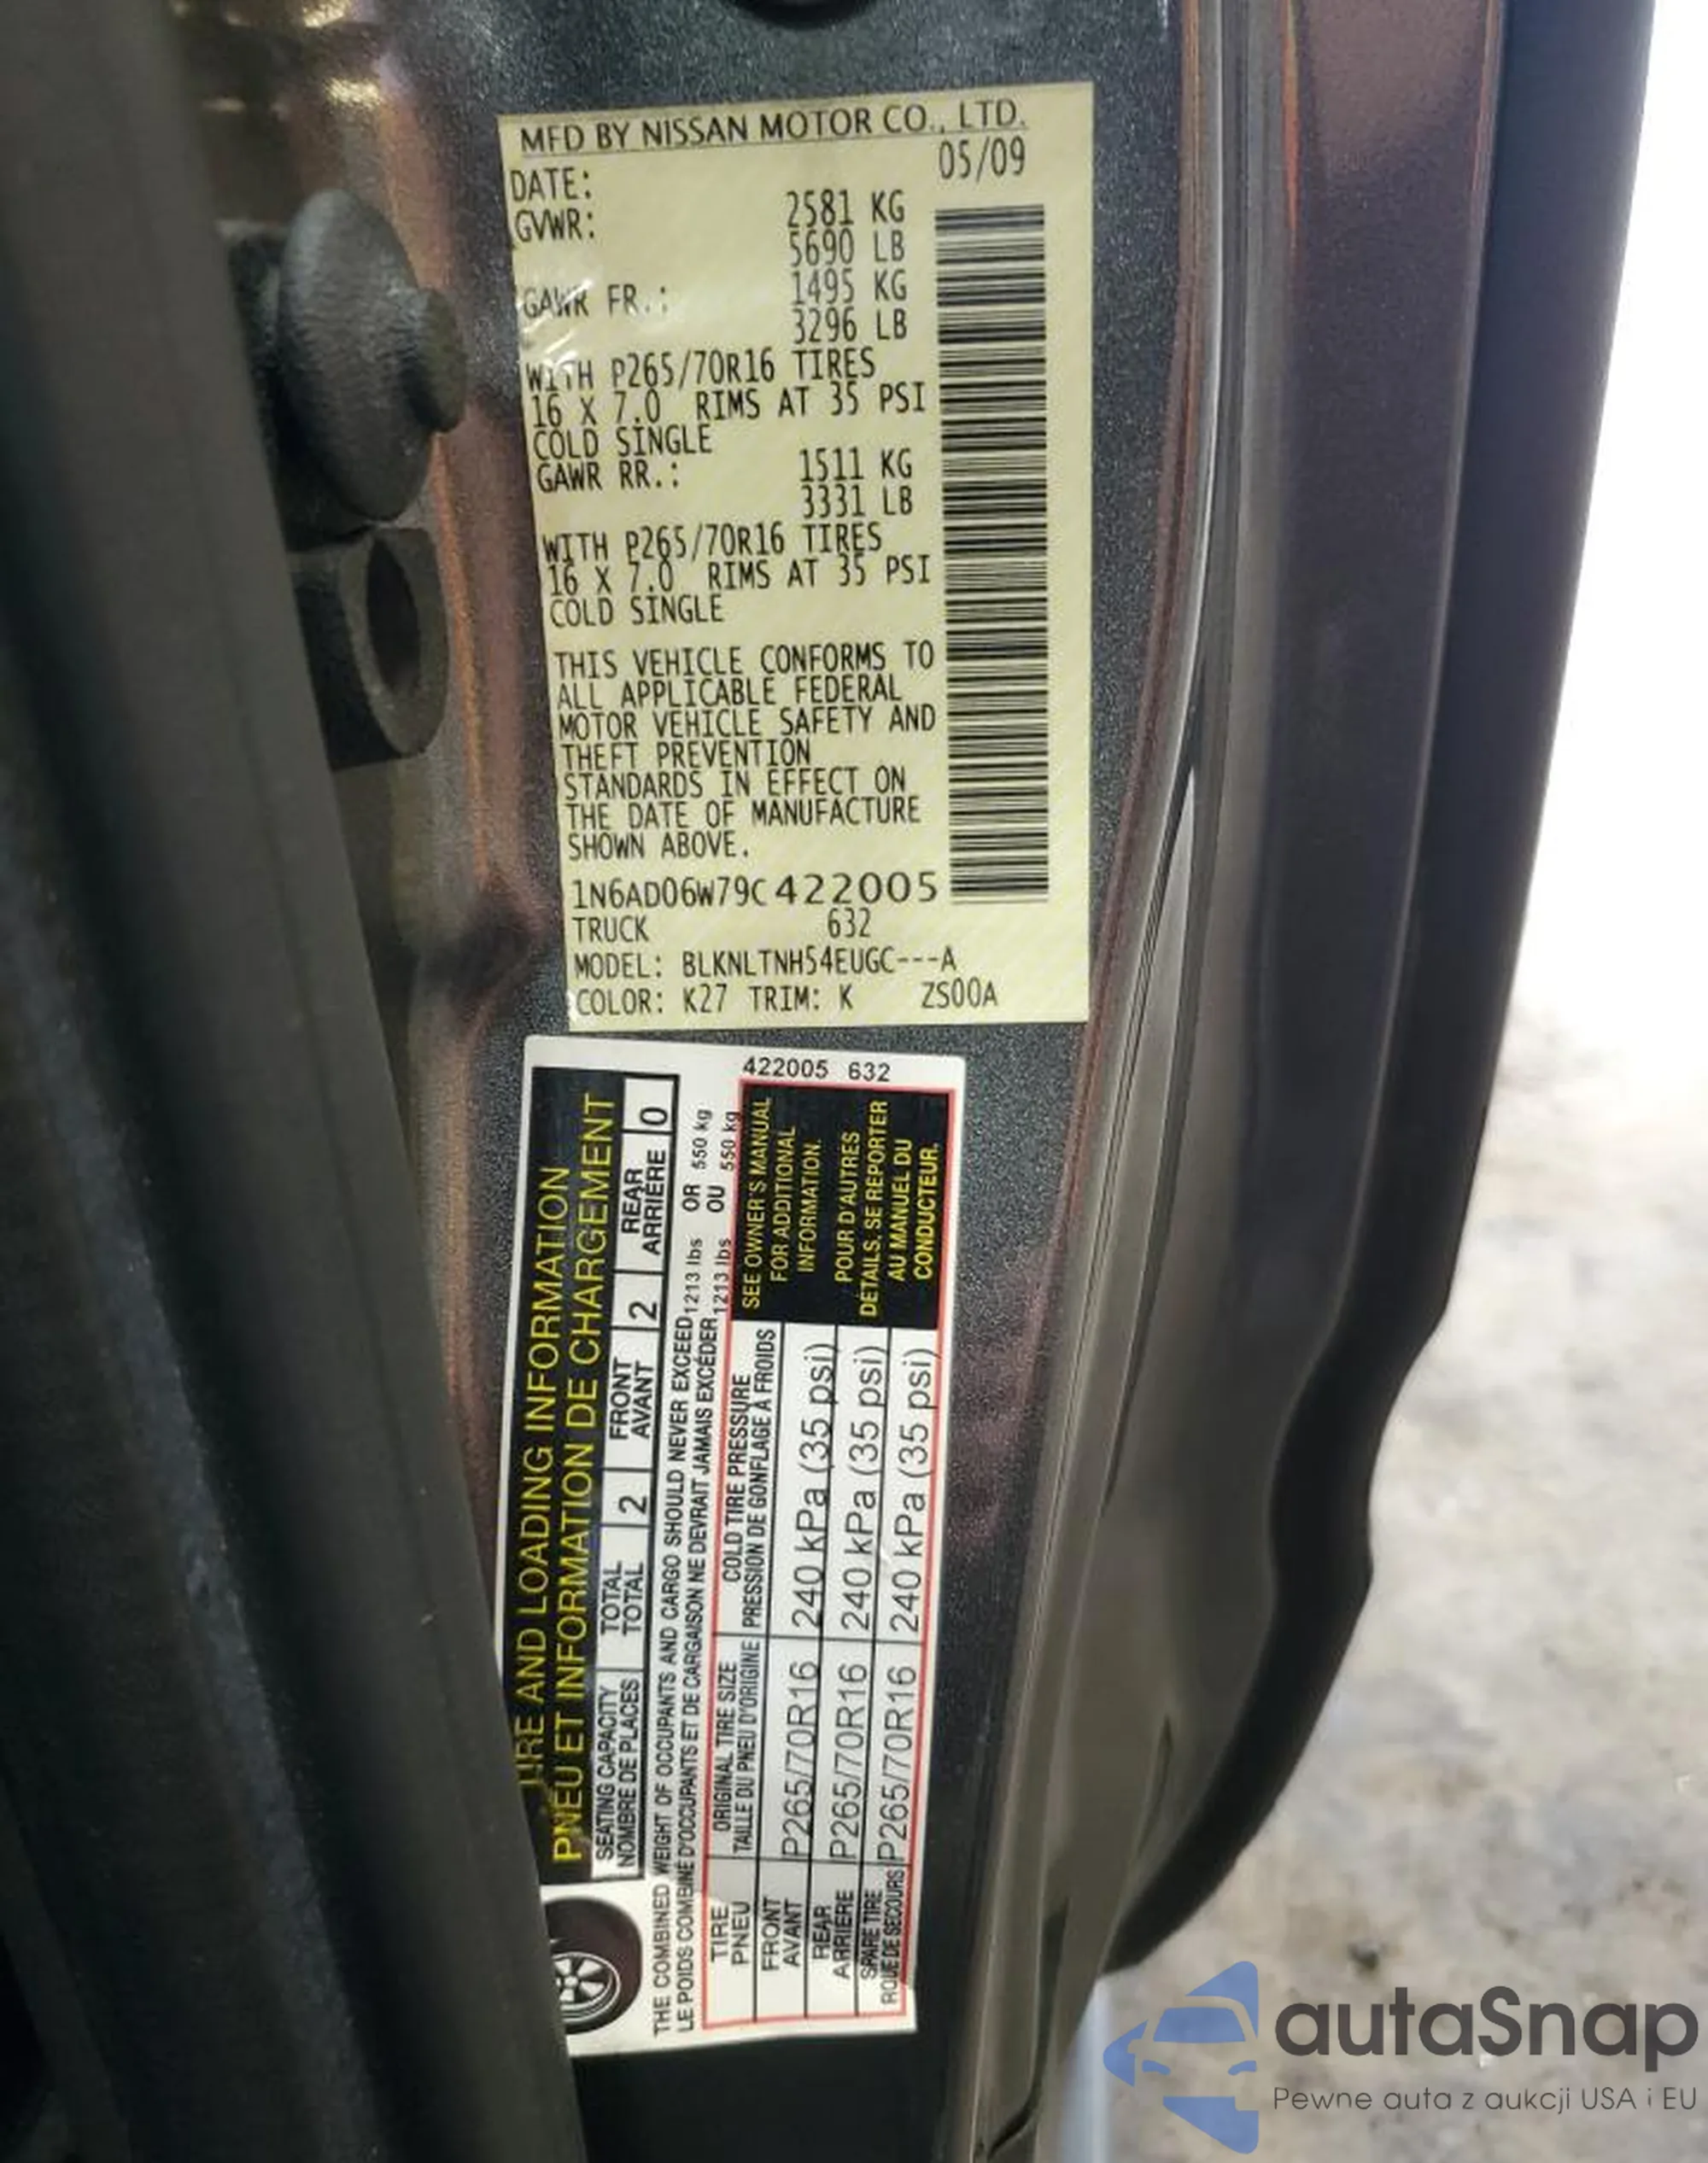 MFD BY NISSAN MOTOR CO., LTD.
DATE: 05/09
GVWR: 2581 KG
5690 LB
GAWR FR.: 1495 KG
3296 LB
WITH P265/70R16 TIRES
16 X 7.0 RIMS AT 35 PSI
COLD SINGLE
GAWR RR.: 1511 KG
3331 LB
WITH P265/70R16 TIRES
16 X 7.0 RIMS AT 35 PSI
COLD SINGLE
THIS VEHICLE CONFORMS TO
ALL APPLICABLE FEDERAL
MOTOR VEHICLE SAFETY AND
THEFT PREVENTION
STANDARDS IN EFFECT ON
THE DATE OF MANUFACTURE
SHOWN ABOVE.
1N6AD06W79C422005
TRUCK 632
MODEL: BLKNLTNH54EUGC---A
COLOR: K27 TRIM: K ZS00A
422005 632
TIRE AND LOADING INFORMATION
PNEU ET INFORMATION DE CHARGEMENT
SEATING CAPACITY
NOMBRE DE PLACES
TOTAL
TOTAL
2
FRONT
AVANT
2
REAR
ARRIÈRE
0
THE COMBINED WEIGHT OF OCCUPANTS AND CARGO SHOULD NEVER EXCEED 1213 lbs OR 550 kg
LE POIDS COMBINÉ D'OCCUPANTS ET DE CARGAISON NE DEVRAIT JAMAIS EXCÉDER 1213 lbs OU 550 kg
TIRE
PNEU
ORIGINAL TIRE SIZE
TAILLE DU PNEU D'ORIGINE
COLD TIRE PRESSURE
PRESSION DE GONFLAGE À FROIDS
FRONT
AVANT
P265/70R16
240 kPa (35 psi)
REAR
ARRIÈRE
P265/70R16
240 kPa (35 psi)
SPARE TIRE
ROUE DE SECOURS
P265/70R16
240 kPa (35 psi)
SEE OWNER'S MANUAL
FOR ADDITIONAL
INFORMATION.
POUR D'AUTRES
DÉTAILS, SE REPORTER
AU MANUEL DU
CONDUCTEUR.
autaSnap
Pewne auta z aukcji USA i EU